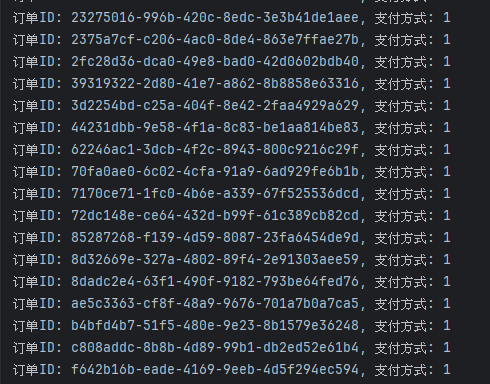 订单ID: 23275016-996b-420c-8edc-3e3b41de1aee, 支付方式: 1
订单ID: 2375a7cf-c206-4ac0-8de4-863e7ffae27b, 支付方式: 1
订单ID: 2fc28d36-dca0-49e8-bad0-42d0602bdb40, 支付方式: 1
订单ID: 39319322-2d80-41e7-a862-8b8858e63316, 支付方式: 1
订单ID: 3d2254bd-c25a-404f-8e42-2faa4929a629, 支付方式: 1
订单ID: 44231dbb-9e58-4f1a-8c83-be1aa814be83, 支付方式: 1
订单ID: 62246ac1-3dcb-4f2c-8943-800c9216c29f, 支付方式: 1
订单ID: 70fa0ae0-6c02-4cfa-91a9-6ad929fe6b1b, 支付方式: 1
订单ID: 7170ce71-1fc0-4b6e-a339-67f525536dcd, 支付方式: 1
订单ID: 72dc148e-ce64-432d-b99f-61c389cb82cd, 支付方式: 1
订单ID: 85287268-f139-4d59-8087-23fa6454de9d, 支付方式: 1
订单ID: 8d32669e-327a-4802-89f4-2e91303aee59, 支付方式: 1
订单ID: 8dadc2e4-63f1-490f-9182-793be64fed76, 支付方式: 1
订单ID: ae5c3363-cf8f-48a9-9676-701a7b0a7ca5, 支付方式: 1
订单ID: b4bfd4b7-51f5-480e-9e23-8b1579e36248, 支付方式: 1
订单ID: c808addc-8b8b-4d89-99b1-db2ed52e61b4, 支付方式: 1
订单ID: f642b16b-eade-4169-9eeb-4d5f294ec594, 支付方式: 1